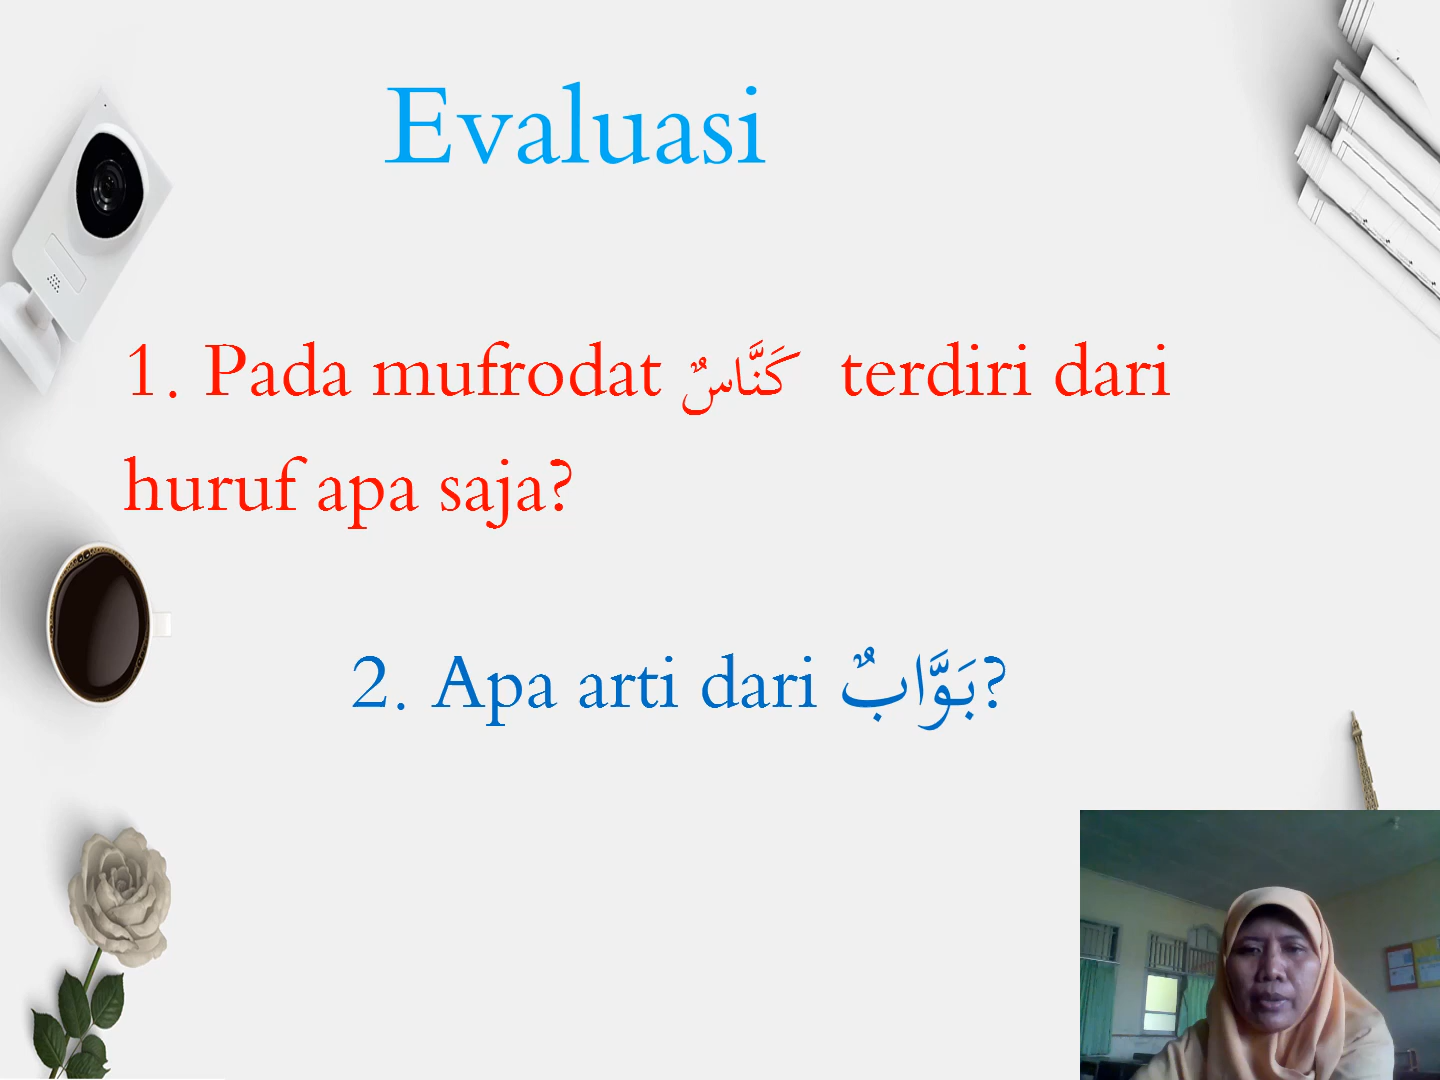 Evaluasi
1. Pada mufrodat كَنَّاسٌ terdiri dari
huruf apa saja?
2. Apa arti dari بَوَّابٌ?